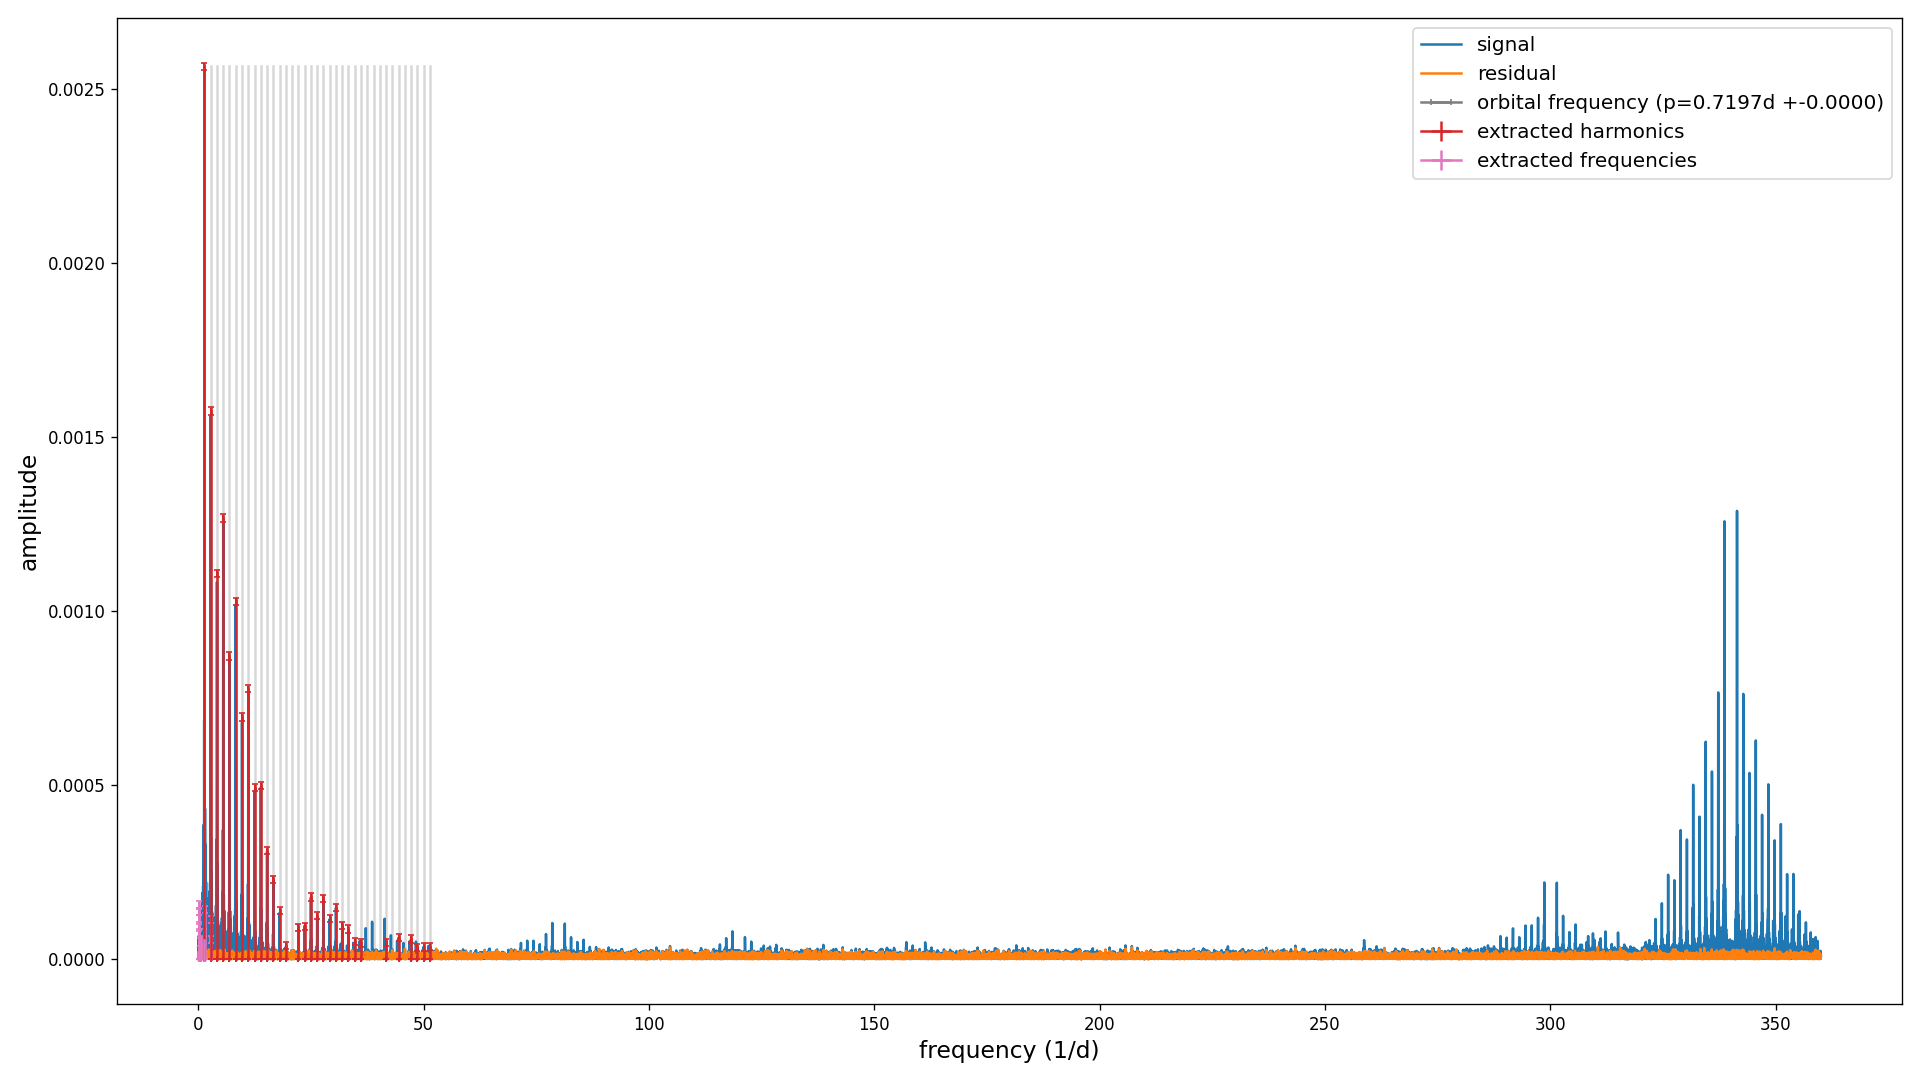 signal
residual
orbital frequency (p=0.7197d +-0.0000)
extracted harmonics
extracted frequencies
amplitude
0.0025
0.0020
0.0015
0.0010
0.0005
0.0000
0 50 100 150 200 250 300 350
frequency (1/d)